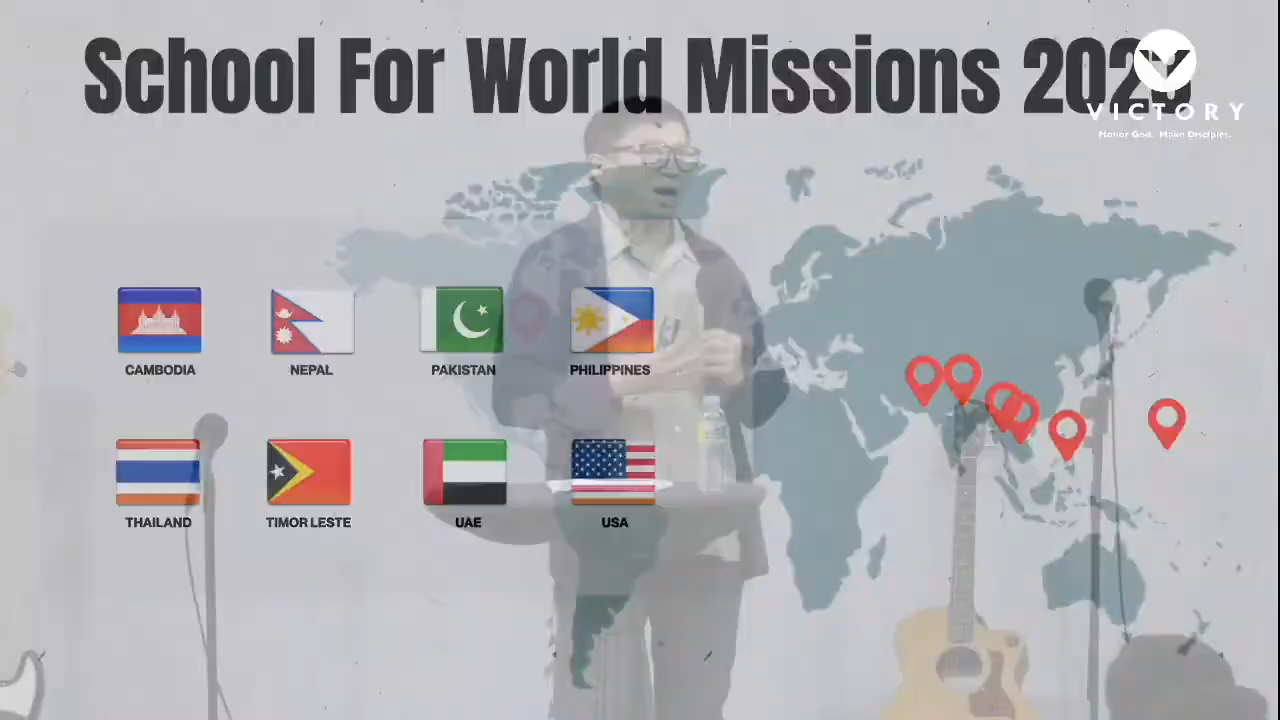 School For World Missions
VICTORY
Honor God. Make Disciples.
CAMBODIA
NEPAL
PAKISTAN
PHILIPPINES
THAILAND
TIMOR LESTE
UAE
USA